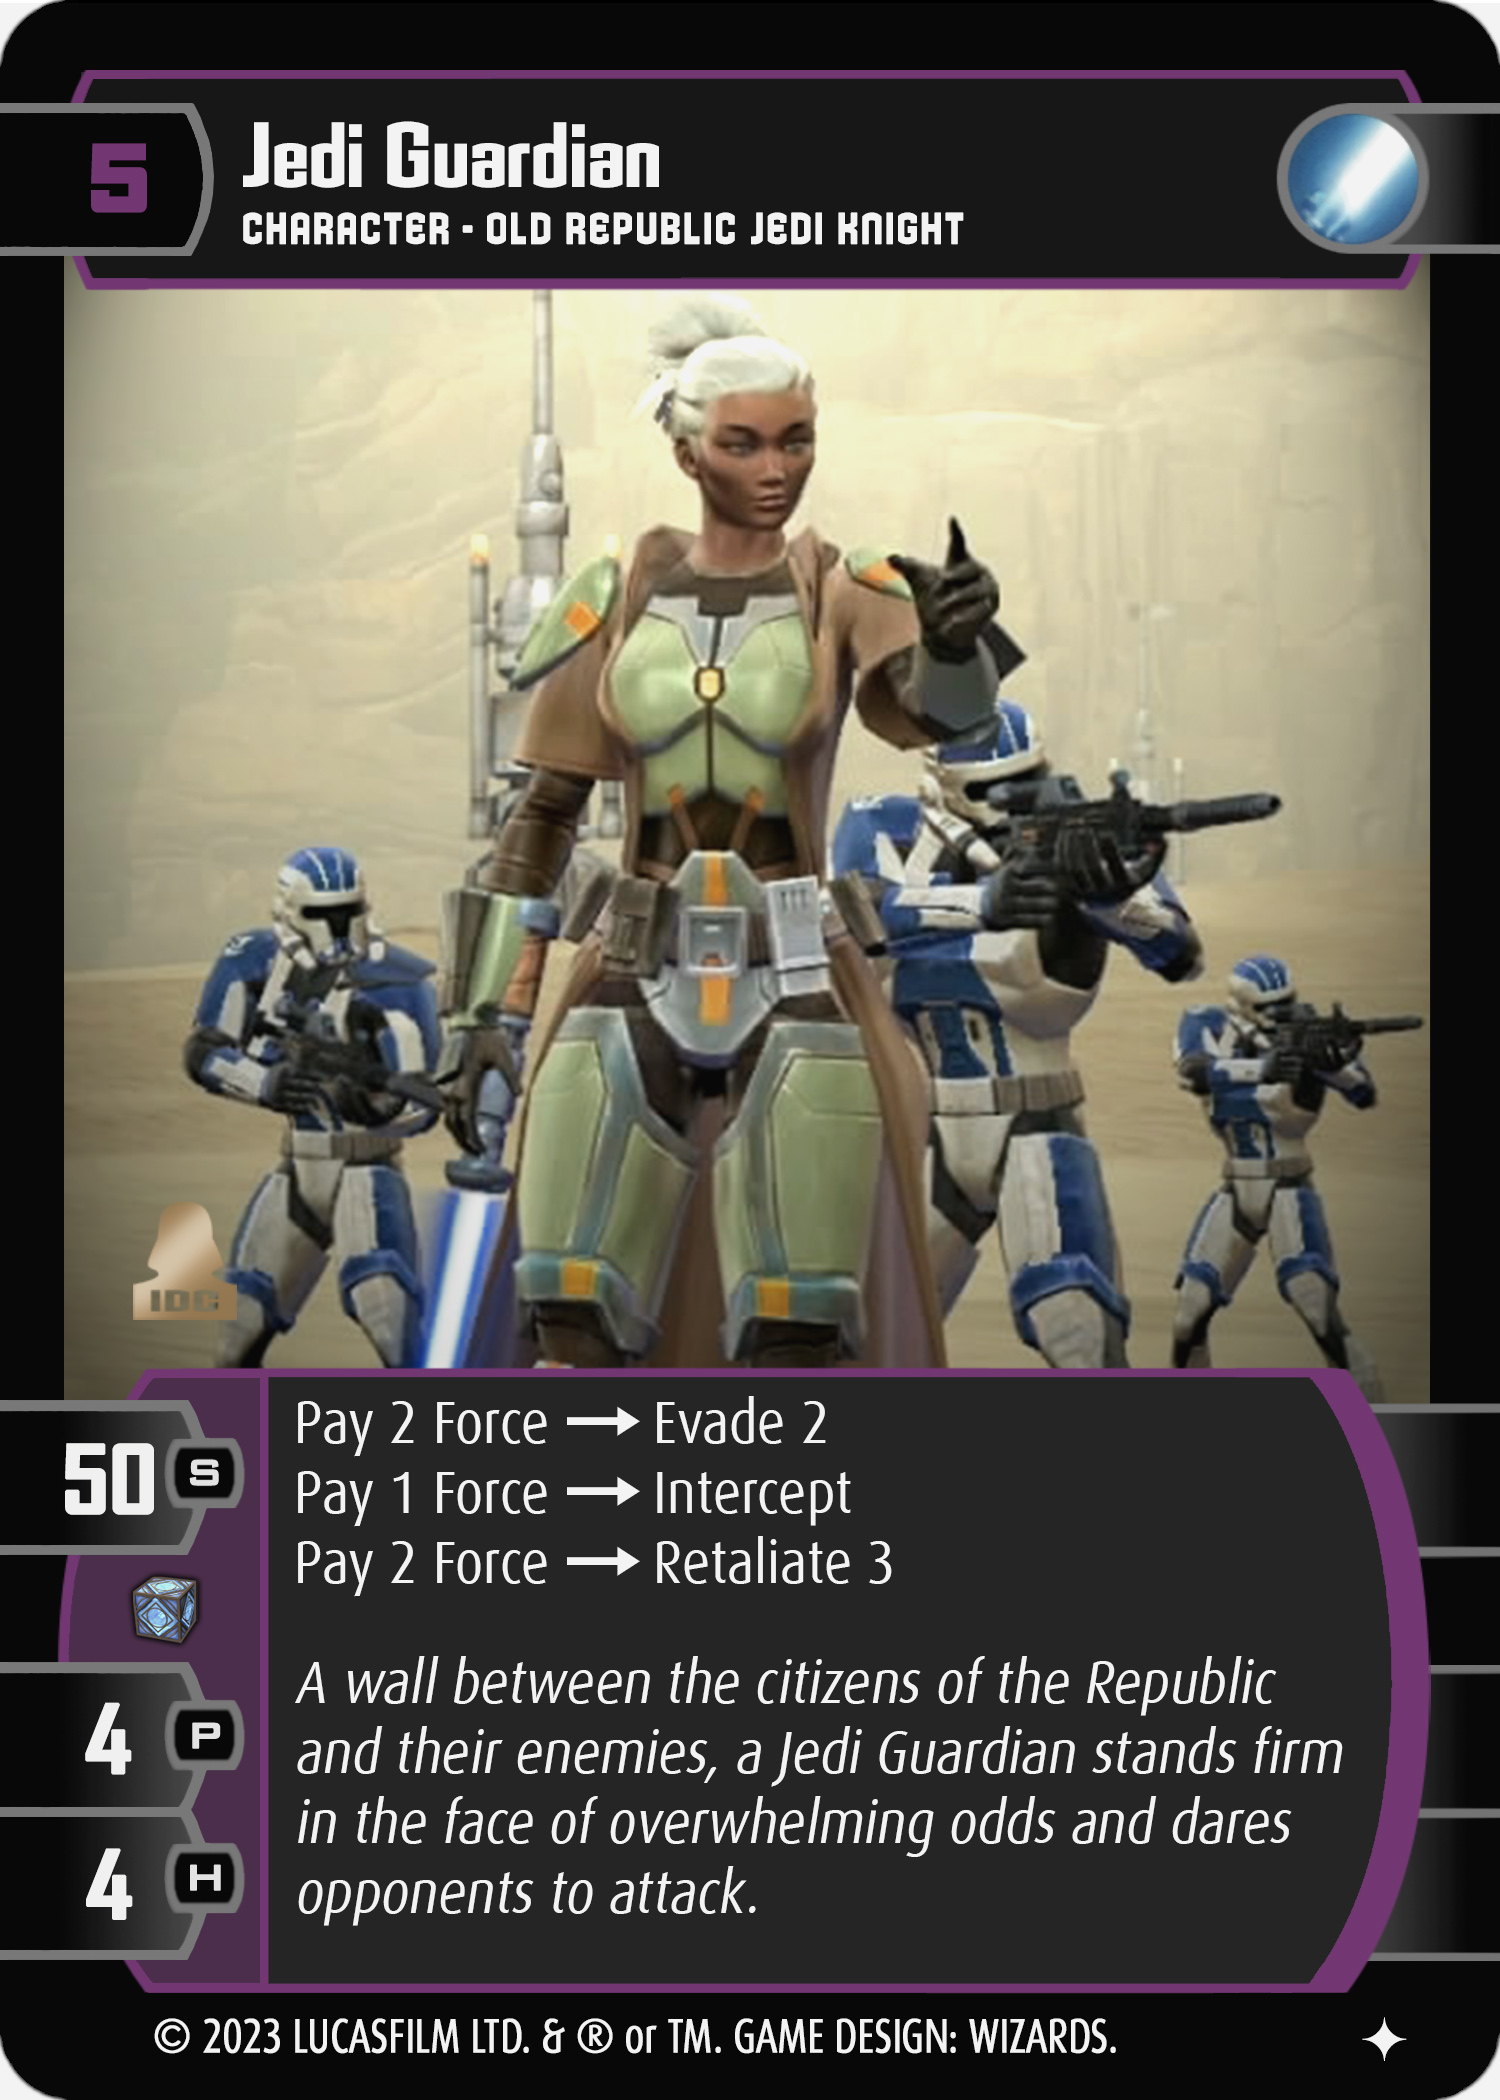 5
Jedi Guardian
CHARACTER - OLD REPUBLIC JEDI KNIGHT
IDC
50 S
4 P
4 H
Pay 2 Force → Evade 2
Pay 1 Force → Intercept
Pay 2 Force → Retaliate 3
A wall between the citizens of the Republic
and their enemies, a Jedi Guardian stands firm
in the face of overwhelming odds and dares
opponents to attack.
© 2023 LUCASFILM LTD. & ® or TM. GAME DESIGN: WIZARDS.